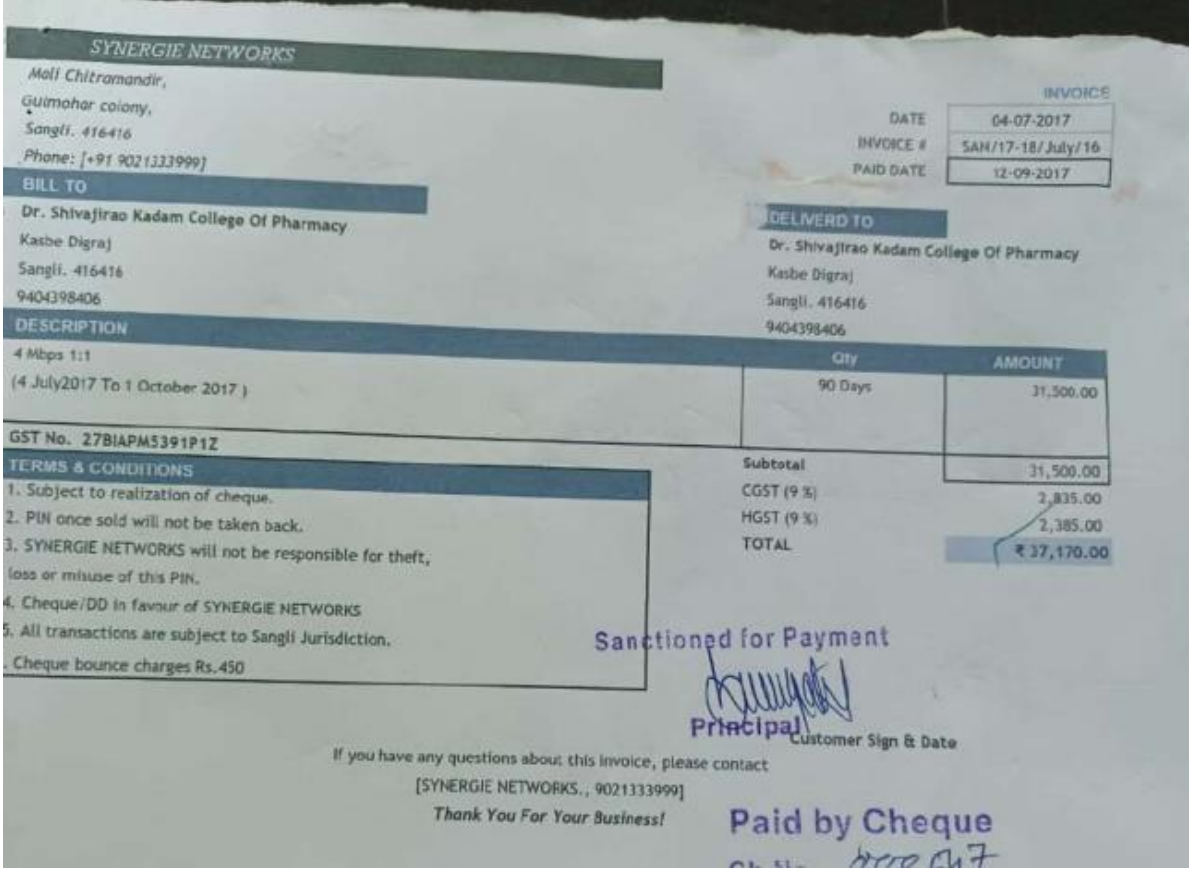 SYNERGIE NETWORKS
Moli Chitramandir,
Gulmohar colony,
Sangli. 416416
Phone: [+91 9021333999]
INVOICE
DATE 04-07-2017
INVOICE # SAN/17-18/July/16
PAID DATE 12-09-2017
BILL TO
Dr. Shivajirao Kadam College Of Pharmacy
Kasbe Digraj
Sangli. 416416
9404398406
DELIVERD TO
Dr. Shivajirao Kadam College Of Pharmacy
Kasbe Digraj
Sangli. 416416
9404398406
DESCRIPTION Qty AMOUNT
4 Mbps 1:1 90 Days 31,500.00
(4 July2017 To 1 October 2017 )
GST No. 27BIAPM5391P1Z
TERMS & CONDITIONS
1. Subject to realization of cheque.
2. PIN once sold will not be taken back.
3. SYNERGIE NETWORKS will not be responsible for theft,
loss or misuse of this PIN.
4. Cheque/DD in favour of SYNERGIE NETWORKS
5. All transactions are subject to Sangli Jurisdiction.
. Cheque bounce charges Rs.450
Subtotal 31,500.00
CGST (9 %) 2,835.00
HGST (9 %) 2,385.00
TOTAL ₹ 37,170.00
Sanctioned for Payment
Principal
Customer Sign & Date
If you have any questions about this invoice, please contact
[SYNERGIE NETWORKS., 9021333999]
Thank You For Your Business!
Paid by Cheque